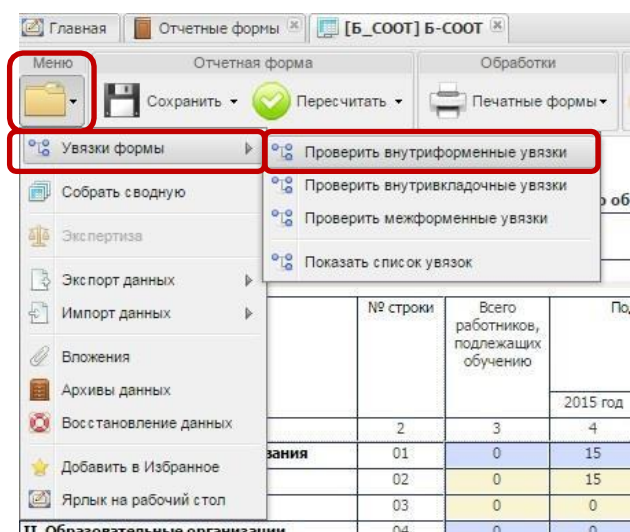 Главная Отчетные формы [Б_СООТ] Б-СООТ
Меню Отчетная форма Обработки
Сохранить Пересчитать Печатные формы
Увязки формы Проверить внутриформенные увязки
Собрать сводную Проверить внутривкладочные увязки
Экспертиза Проверить межформенные увязки
Показать список увязок
Экспорт данных
Импорт данных
Вложения
Архивы данных
Восстановление данных
Добавить в Избранное
Ярлык на рабочий стол
№ строки Всего
работников,
подлежащих
обучению
2015 год
2 3 4
01 0 15
02 0 15
03 0 0
II. Образовательные организации 04 0 0